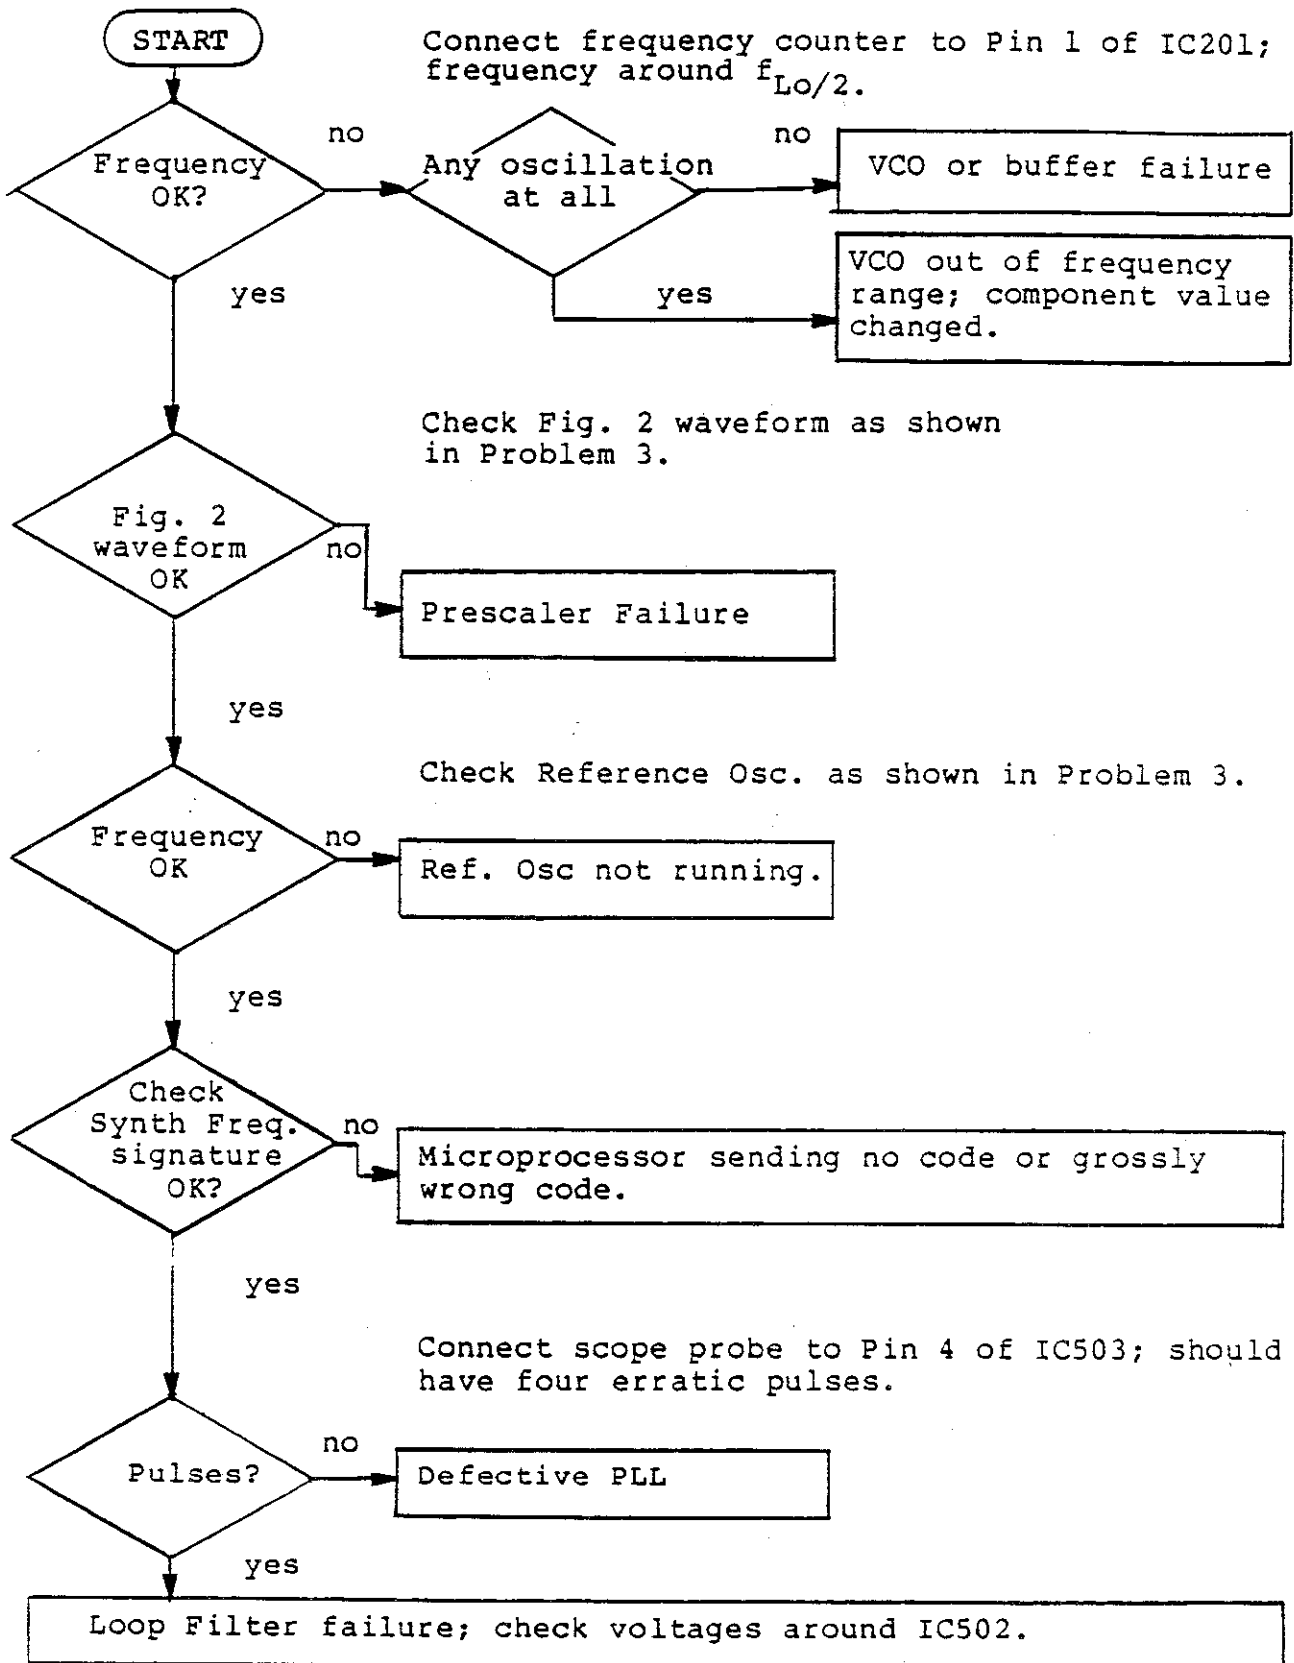 START
Connect frequency counter to Pin 1 of IC201;
frequency around fLo/2.
Frequency
OK?
no
Any oscillation
at all
no
VCO or buffer failure
yes
yes
VCO out of frequency
range; component value
changed.
Check Fig. 2 waveform as shown
in Problem 3.
Fig. 2
waveform
OK
no
Prescaler Failure
yes
Check Reference Osc. as shown in Problem 3.
Frequency
OK
no
Ref. Osc not running.
yes
Check
Synth Freq.
signature
OK?
no
Microprocessor sending no code or grossly
wrong code.
yes
Connect scope probe to Pin 4 of IC503; should
have four erratic pulses.
Pulses?
no
Defective PLL
yes
Loop Filter failure; check voltages around IC502.